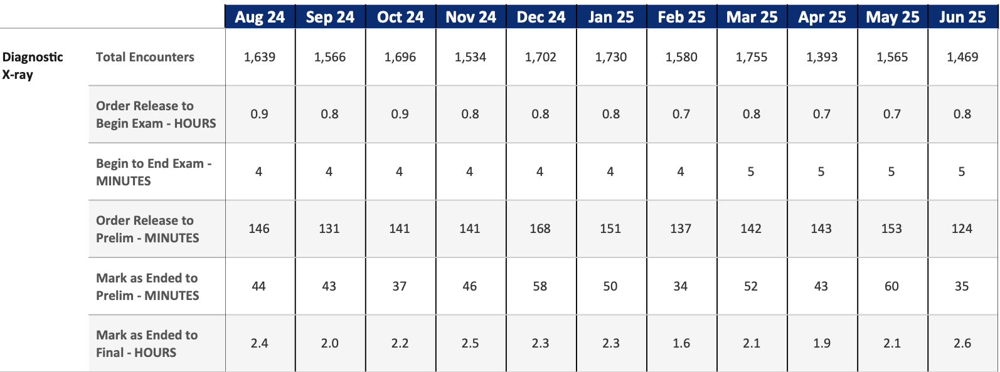 Aug 24 Sep 24 Oct 24 Nov 24 Dec 24 Jan 25 Feb 25 Mar 25 Apr 25 May 25 Jun 25
Diagnostic
X-ray
Total Encounters 1,639 1,566 1,696 1,534 1,702 1,730 1,580 1,755 1,393 1,565 1,469
Order Release to
Begin Exam - HOURS 0.9 0.8 0.9 0.8 0.8 0.8 0.7 0.8 0.7 0.7 0.8
Begin to End Exam -
MINUTES 4 4 4 4 4 4 4 5 5 5 5
Order Release to
Prelim - MINUTES 146 131 141 141 168 151 137 142 143 153 124
Mark as Ended to
Prelim - MINUTES 44 43 37 46 58 50 34 52 43 60 35
Mark as Ended to
Final - HOURS 2.4 2.0 2.2 2.5 2.3 2.3 1.6 2.1 1.9 2.1 2.6